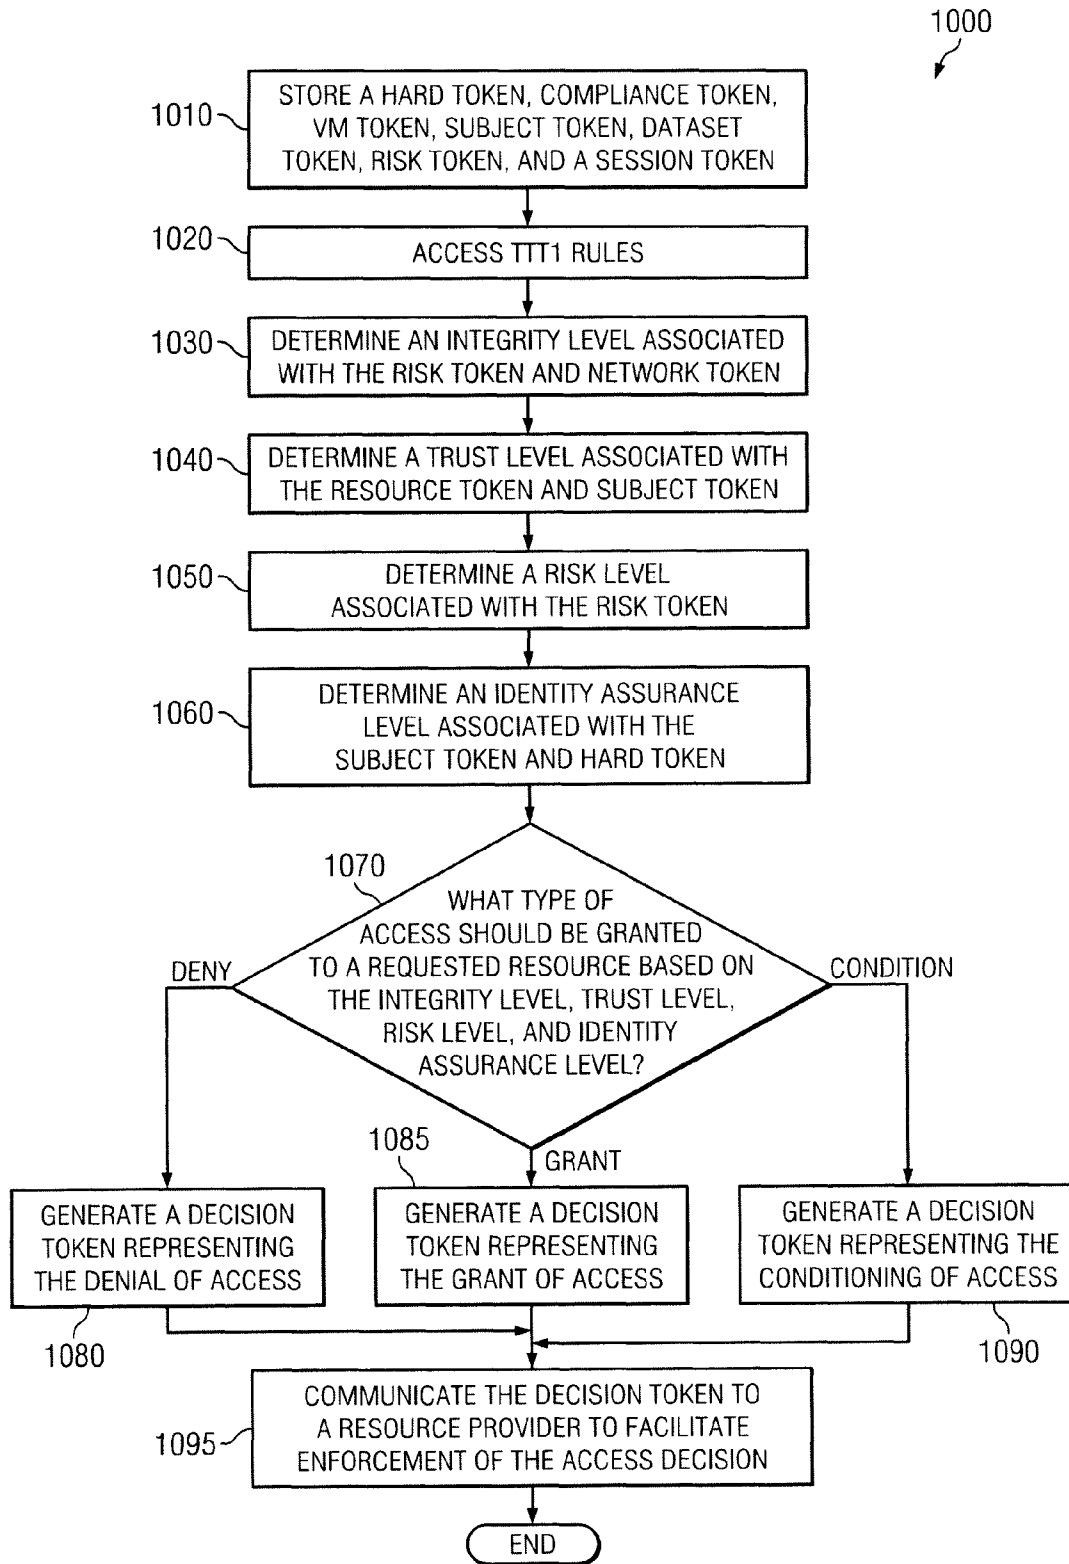 1000
1010
STORE A HARD TOKEN, COMPLIANCE TOKEN,
VM TOKEN, SUBJECT TOKEN, DATASET
TOKEN, RISK TOKEN, AND A SESSION TOKEN
1020
ACCESS TTT1 RULES
1030
DETERMINE AN INTEGRITY LEVEL ASSOCIATED
WITH THE RISK TOKEN AND NETWORK TOKEN
1040
DETERMINE A TRUST LEVEL ASSOCIATED WITH
THE RESOURCE TOKEN AND SUBJECT TOKEN
1050
DETERMINE A RISK LEVEL
ASSOCIATED WITH THE RISK TOKEN
1060
DETERMINE AN IDENTITY ASSURANCE
LEVEL ASSOCIATED WITH THE
SUBJECT TOKEN AND HARD TOKEN
1070
WHAT TYPE OF
ACCESS SHOULD BE GRANTED
TO A REQUESTED RESOURCE BASED ON
THE INTEGRITY LEVEL, TRUST LEVEL,
RISK LEVEL, AND IDENTITY
ASSURANCE LEVEL?
DENY
CONDITION
GRANT
GENERATE A DECISION
TOKEN REPRESENTING
THE DENIAL OF ACCESS
1080
1085
GENERATE A DECISION
TOKEN REPRESENTING
THE GRANT OF ACCESS
GENERATE A DECISION
TOKEN REPRESENTING THE
CONDITIONING OF ACCESS
1090
1095
COMMUNICATE THE DECISION TOKEN TO
A RESOURCE PROVIDER TO FACILITATE
ENFORCEMENT OF THE ACCESS DECISION
END